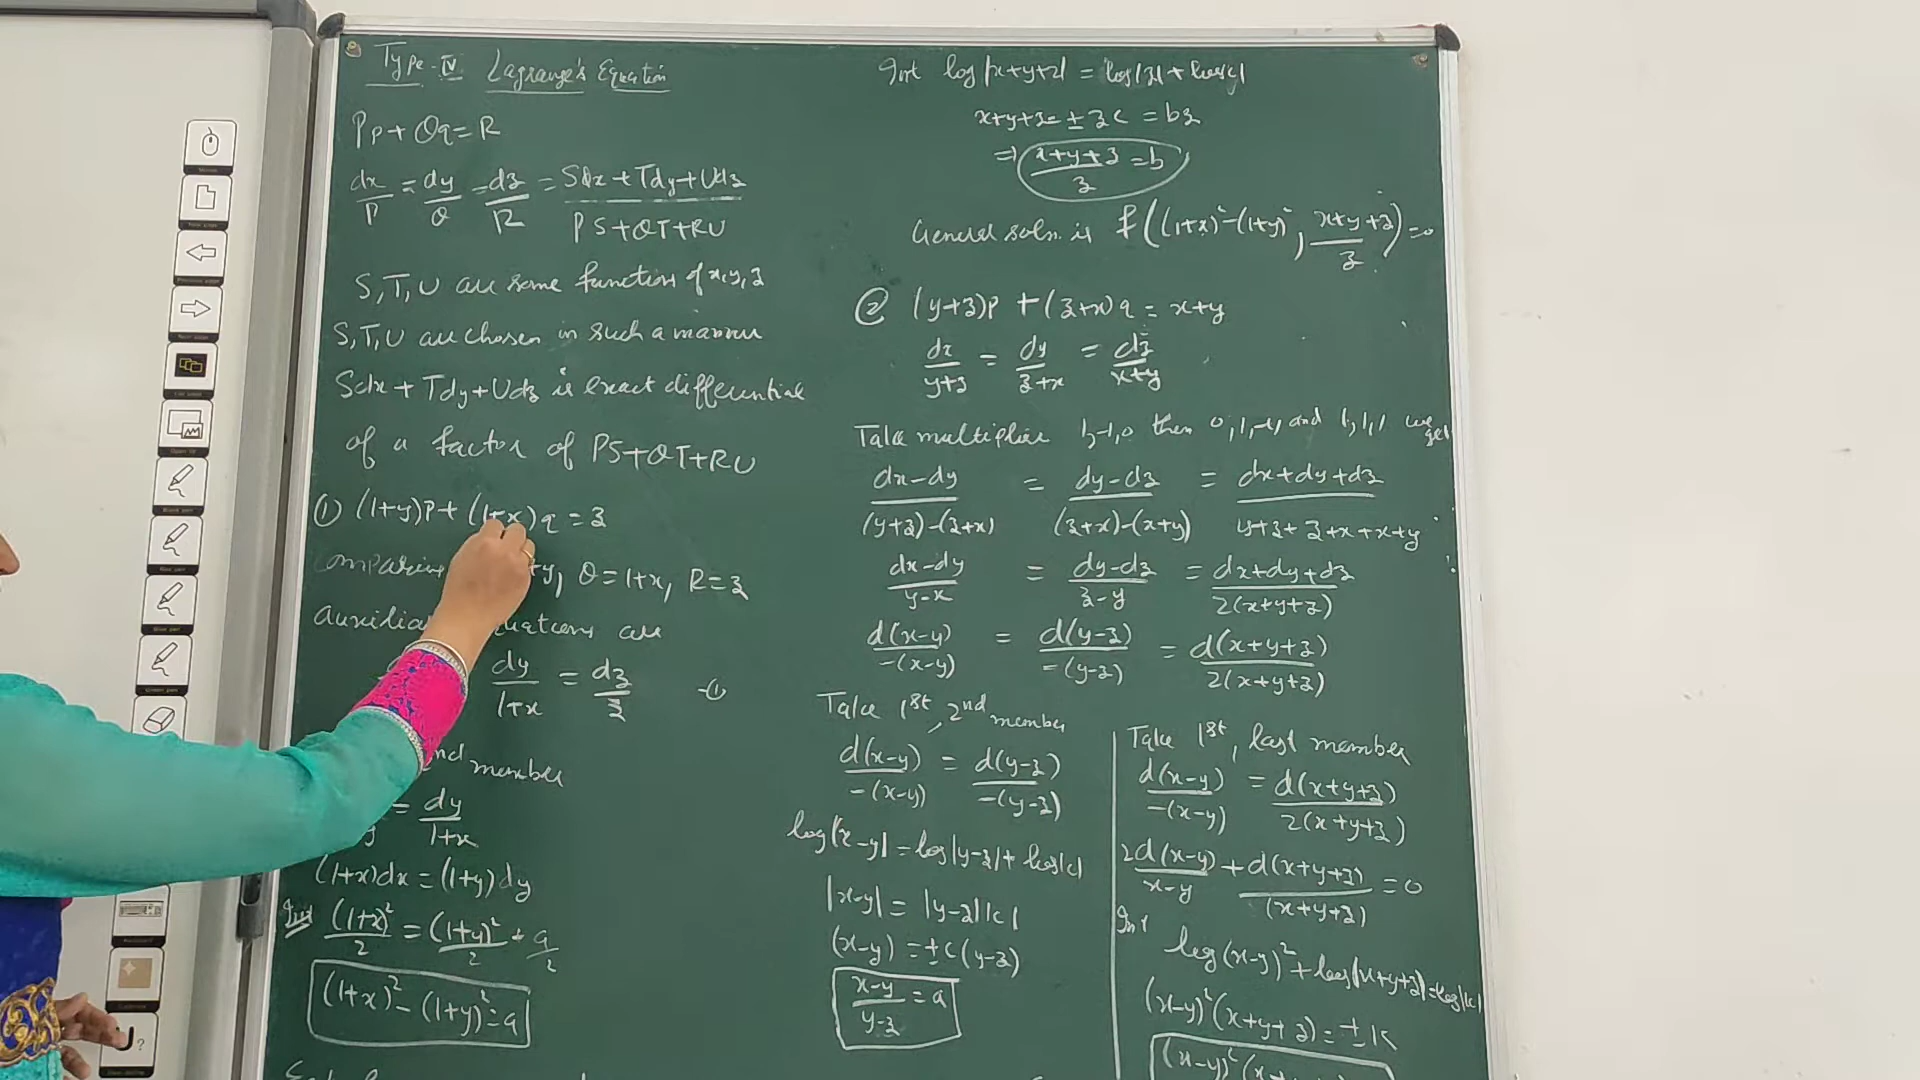 Type-IV Lagrange's Equation
Pp + Qq = R
dx/P = dy/Q = dz/R = Sdx + Tdy + Udz / PS + QT + RU
S, T, U are some function of x, y, z
S, T, U are chosen in such a manner
Sdx + Tdy + Udz is exact differential
of a factor of PS + QT + RU
① (1+y)p + (1+x)q = z
Comparing +y, Q = 1+x, R = z
auxiliary equations are
dy/1+x = dz/z -①
2nd member
y = dy/1+x
(1+x)dx = (1+y)dy
Int (1+x)²/2 = (1+y)²/2 + a/2
(1+x)² - (1+y)² = a
Int log|x+y+z| = log|z| + log|c|
x+y+z = ± zc = bz
⇒ x+y+z/z = b
General soln. is f((1+x)² - (1+y)², x+y+z/z) = 0
② (y+z)p + (z+x)q = x+y
dx/y+z = dy/z+x = dz/x+y
Take multiplier 1,-1,0 then 0,1,-1, and 1,1,1 we get
dx-dy/(y+z)-(z+x) = dy-dz/(z+x)-(x+y) = dx+dy+dz/y+z+z+x+x+y
dx-dy/y-x = dy-dz/z-y = dx+dy+dz/2(x+y+z)
d(x-y)/-(x-y) = d(y-z)/-(y-z) = d(x+y+z)/2(x+y+z)
Take 1st, 2nd member
d(x-y)/-(x-y) = d(y-z)/-(y-z)
log|x-y| = log|y-z| + log|c|
|x-y| = |y-z||c|
(x-y) = ±c(y-z)
x-y/y-z = a
Take 1st, last member
d(x-y)/-(x-y) = d(x+y+z)/2(x+y+z)
2d(x-y)/x-y + d(x+y+z)/(x+y+z) = 0
Int
log(x-y)² + log|x+y+z| = log|k|
(x-y)²(x+y+z) = ± k
(x-y)²(x+